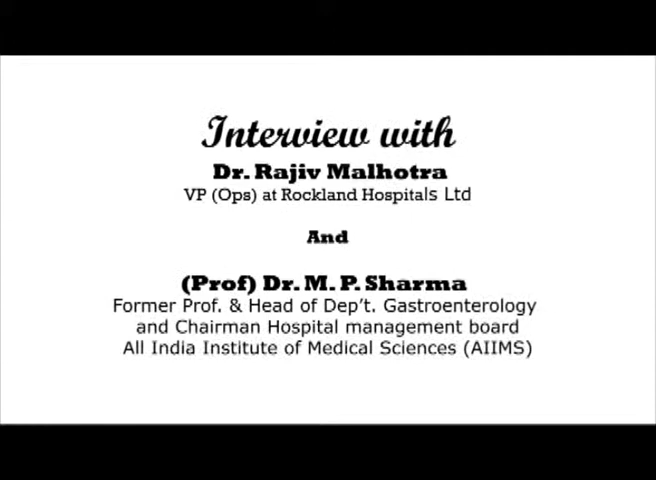 Interview with
Dr. Rajiv Malhotra
VP (Ops) at Rockland Hospitals Ltd
And
(Prof) Dr. M. P. Sharma
Former Prof. & Head of Dep't. Gastroenterology
and Chairman Hospital management board
All India Institute of Medical Sciences (AIIMS)